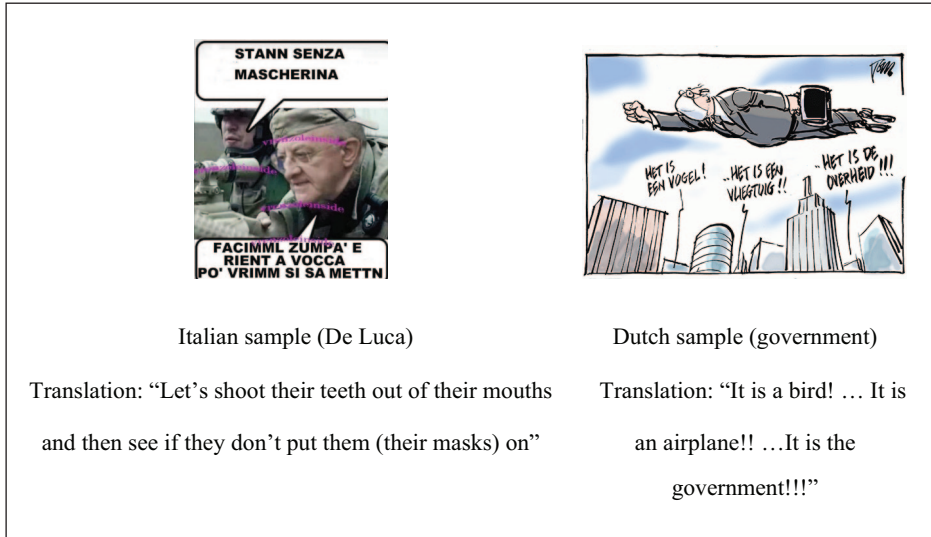 STANN SENZA
MASCHERINA
FACIMML ZUMPA' E
RIENT A VOCCA
PO' VRIMM SI SA METTN
HET IS
EEN VOGEL!
..HET IS EEN
VLIEGTUIG!!
..HET IS DE
OVERHEID!!!
Italian sample (De Luca)
Translation: “Let’s shoot their teeth out of their mouths
and then see if they don’t put them (their masks) on”
Dutch sample (government)
Translation: “It is a bird! … It is
an airplane!! …It is the
government!!!”